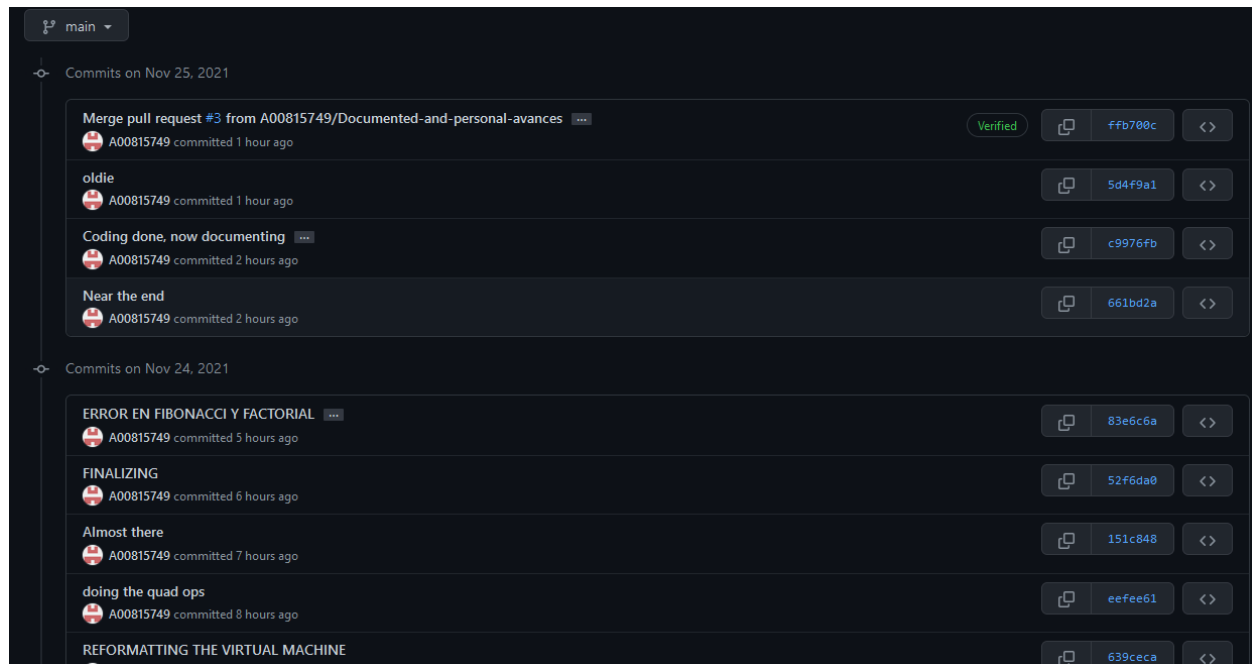 main
Commits on Nov 25, 2021
Merge pull request #3 from A00815749/Documented-and-personal-avances ...
Verified
ffb700c
A00815749 committed 1 hour ago
oldie
5d4f9a1
A00815749 committed 1 hour ago
Coding done, now documenting ...
c9976fb
A00815749 committed 2 hours ago
Near the end
661bd2a
A00815749 committed 2 hours ago
Commits on Nov 24, 2021
ERROR EN FIBONACCI Y FACTORIAL ...
83e6c6a
A00815749 committed 5 hours ago
FINALIZING
52f6da0
A00815749 committed 6 hours ago
Almost there
151c848
A00815749 committed 7 hours ago
doing the quad ops
eefee61
A00815749 committed 8 hours ago
REFORMATTING THE VIRTUAL MACHINE
639ceca